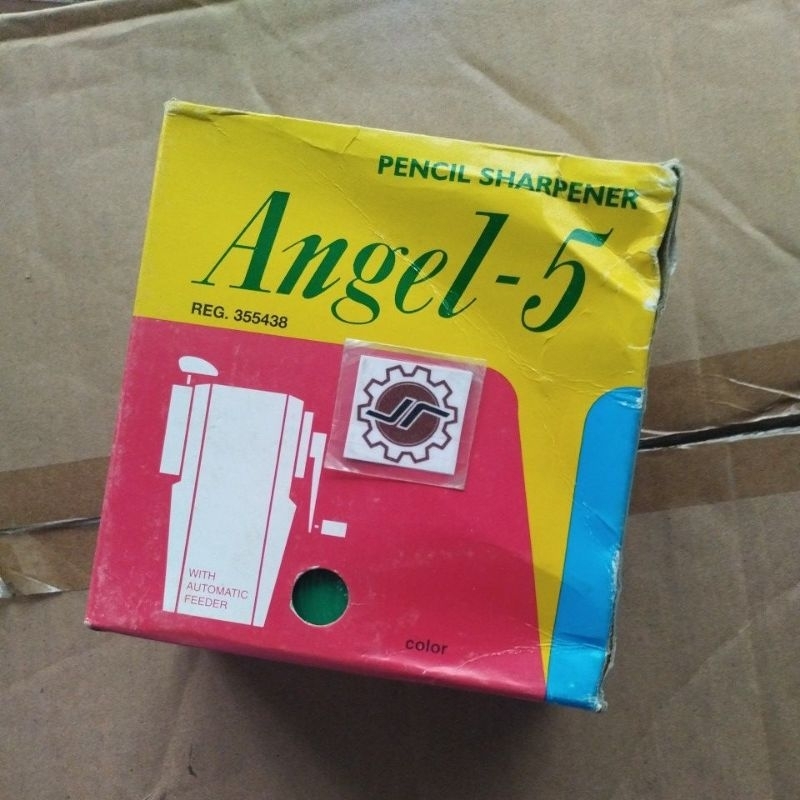 PENCIL SHARPENER
Angel-5
REG. 355438
WITH
AUTOMATIC
FEEDER
color